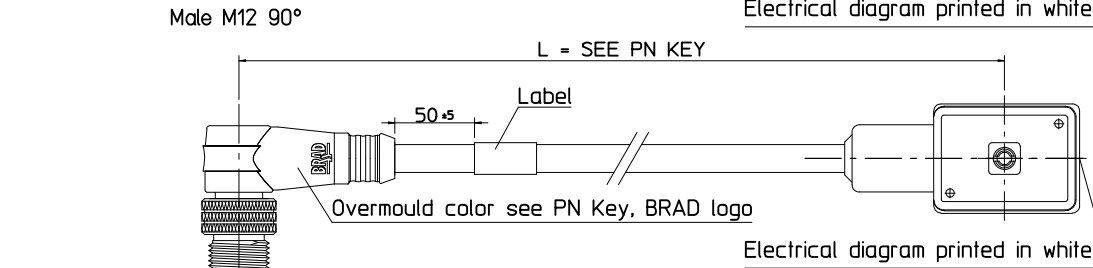 Electrical diagram printed in white
Male M12 90°
L = SEE PN KEY
Label
50 ±5
BRAD
Overmould color see PN Key, BRAD logo
Electrical diagram printed in white